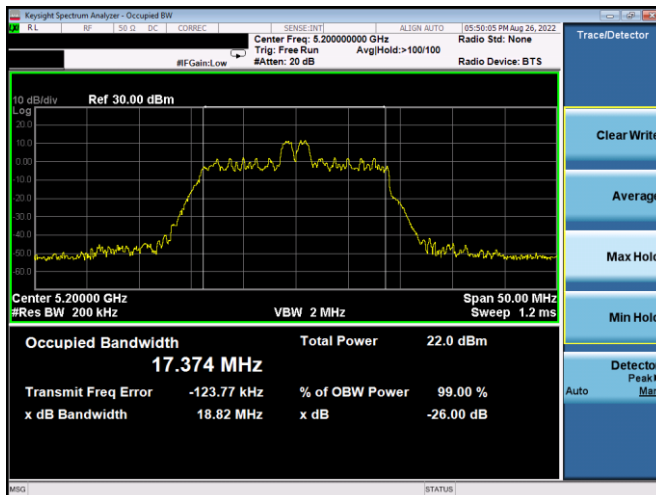 Keysight Spectrum Analyzer - Occupied BW
RL RF 50 Ω DC CORREC SENSE:INT ALIGN AUTO 05:50:05 PM Aug 26, 2022
Center Freq: 5.200000000 GHz Radio Std: None
Trig: Free Run Avg|Hold:>100/100
#IFGain:Low #Atten: 20 dB Radio Device: BTS
Trace/Detector
10 dB/div Ref 30.00 dBm
Log
20.0
10.0
0.00
-10.0
-20.0
-30.0
-40.0
-50.0
-60.0
Center 5.20000 GHz Span 50.00 MHz
#Res BW 200 kHz VBW 2 MHz Sweep 1.2 ms
Occupied Bandwidth Total Power 22.0 dBm
17.374 MHz
Transmit Freq Error -123.77 kHz % of OBW Power 99.00 %
x dB Bandwidth 18.82 MHz x dB -26.00 dB
Clear Write
Average
Max Hold
Min Hold
Detector
Peak
Auto Man
MSG STATUS